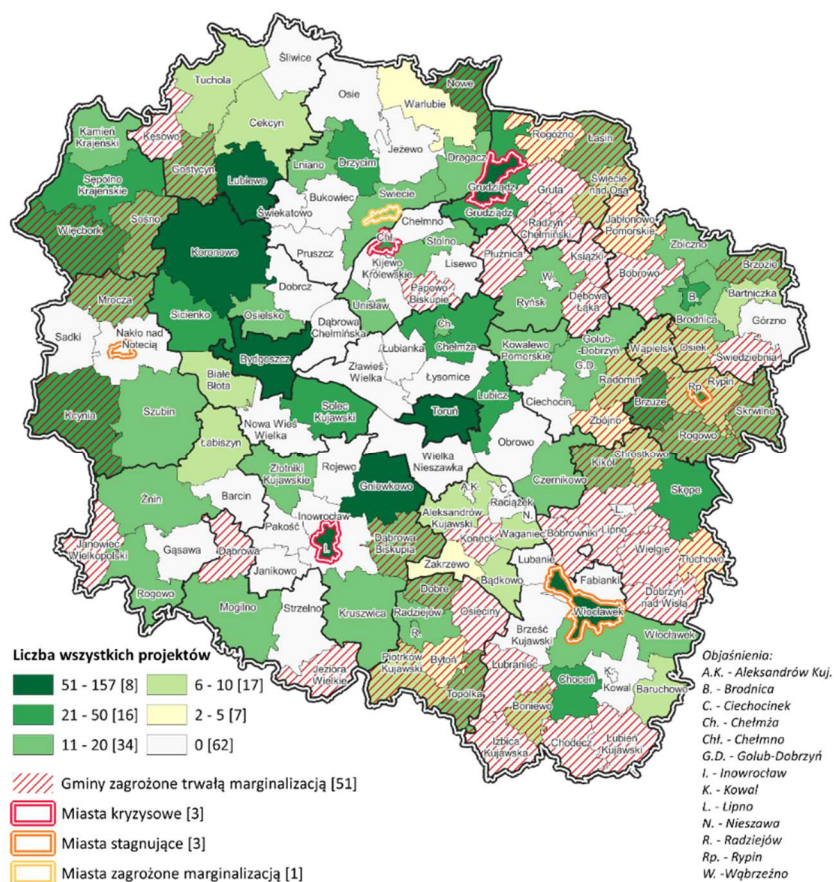 Śliwice
Tuchola
Osie
Nowe
Warlubie
Cekcyn
Kęsowo
Kamień
Krajeński
Rogóźno
Łasin
Jeżewo
Gostycyn
Lniano
Drzycim
Dragacz
Sępólno
Krajeńskie
Lubiewo
Grudziądz
Gruta
Świecie
nad Osą
Bukowiec
Świecie
Sośno
Świekatowo
Grudziądz
Radzyń
Chełmiński
Jabłonowo
Pomorskie
Więcbork
Chełmno
Koronowo
Chł.
Stolno
Zbiczno
Pruszcz
Kijewo
Królewskie
Lisewo
Płużnica
Książki
Bobrowo
Brzozie
Dobrcz
Papowo
Biskupie
W.
Mrocza
Unisław
Ryńsk
Dębowa
Łąka
B.
Brodnica
Bartniczka
Sicienko
Osielsko
Górzno
Dąbrowa
Chełmińska
Ch.
Chełmża
Sadki
Nakło nad
Notecią
Kowalewo
Pomorskie
Golub-
Dobrzyń
Wąpielsk
Osiek
Świedziebnia
Bydgoszcz
Łubianka
Zławieś
Wielka
Łysomice
G.D.
Radomin
Rp.
Rypin
Białe
Błota
Kcynia
Szubin
Solec
Kujawski
Toruń
Lubicz
Ciechocin
Brzuze
Skrwilno
Zbójno
Łabiszyn
Nowa Wieś
Wielka
Obrowo
Rogowo
Wielka
Nieszawka
Chrostkowo
Kikół
Złotniki
Kujawskie
Rojewo
Czernikowo
Gniewkowo
A.K.
Skępe
Żnin
Barcin
Aleksandrów
Kujawski
C.
Raciążek
N.
L.
Inowrocław
Pakość
Waganiec
Bobrowniki
Lipno
Janowiec
Wielkopolski
Gąsawa
Dąbrowa
I.
Dąbrowa
Biskupia
Koneck
Wielgie
Tłuchowo
Lubanie
Janikowo
Zakrzewo
Bądkowo
Fabianki
Rogowo
Dobre
Dobrzyń
nad Wisłą
Mogilno
Strzelno
Kruszwica
Radziejów
Osięciny
Włocławek
R.
Brześć
Kujawski
Włocławek
Piotrków
Kujawski
Bytoń
Lubraniec
Jeziora
Wielkie
Choceń
K.
Kowal
Baruchowo
Topólka
Boniewo
Izbica
Kujawska
Chodecz
Lubień
Kujawski
Liczba wszystkich projektów
51 - 157 [8] 6 - 10 [17]
21 - 50 [16] 2 - 5 [7]
11 - 20 [34] 0 [62]
Gminy zagrożone trwałą marginalizacją [51]
Miasta kryzysowe [3]
Miasta stagnujące [3]
Miasta zagrożone marginalizacją [1]
Objaśnienia:
A.K. - Aleksandrów Kuj.
B. - Brodnica
C. - Ciechocinek
Ch. - Chełmża
Chł. - Chełmno
G.D. - Golub-Dobrzyń
I. - Inowrocław
K. - Kowal
L. - Lipno
N. - Nieszawa
R. - Radziejów
Rp. - Rypin
W. -Wąbrzeźno